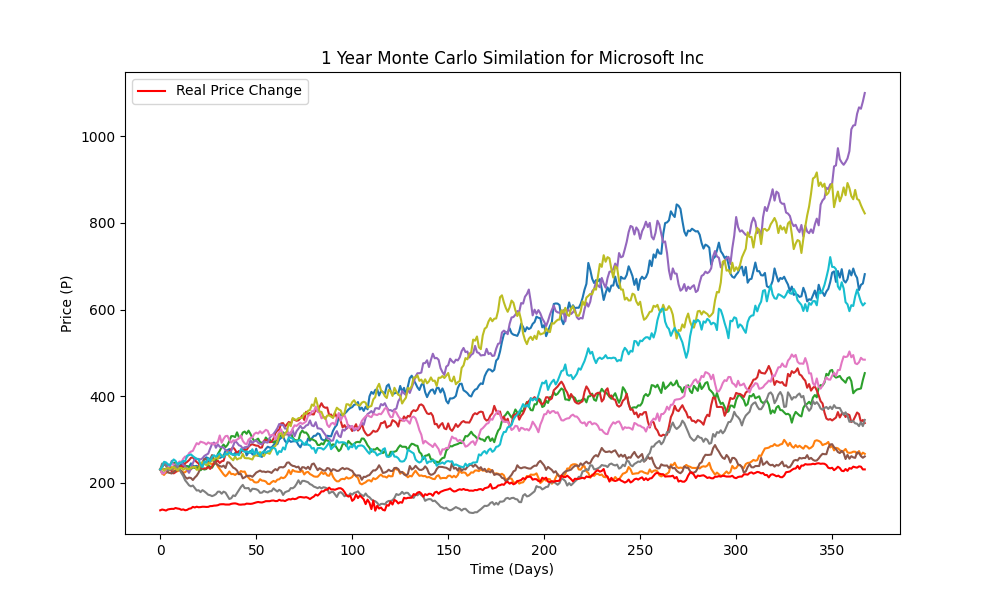 1 Year Monte Carlo Similation for Microsoft Inc
Real Price Change
1000
800
600
400
200
Price (P)
0 50 100 150 200 250 300 350
Time (Days)